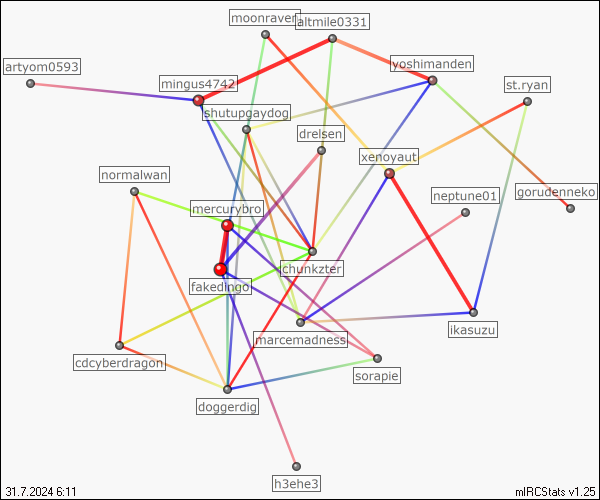 moonraven
altmile0331
artyom0593
yoshimanden
mingus4742
st.ryan
shutupgaydog
drelsen
xenoyaut
normalwan
neptune01
gorudenneko
mercurybro
chunkzter
fakedingo
marcemadness
ikasuzu
cdcyberdragon
sorapie
doggerdig
h3ehe3
31.7.2024 6:11
mIRCStats v1.25